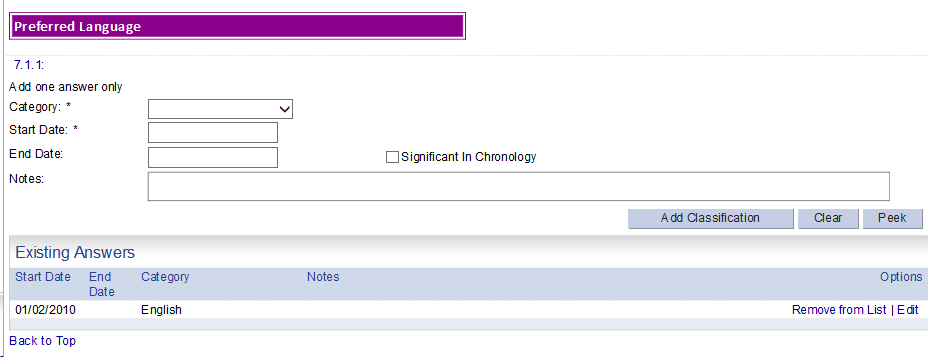 Preferred Language
7.1.1:
Add one answer only
Category: *
Start Date: *
End Date:
Significant In Chronology
Notes:
Add Classification Clear Peek
Existing Answers
Start Date End Date Category Notes Options
01/02/2010 English Remove from List | Edit
Back to Top